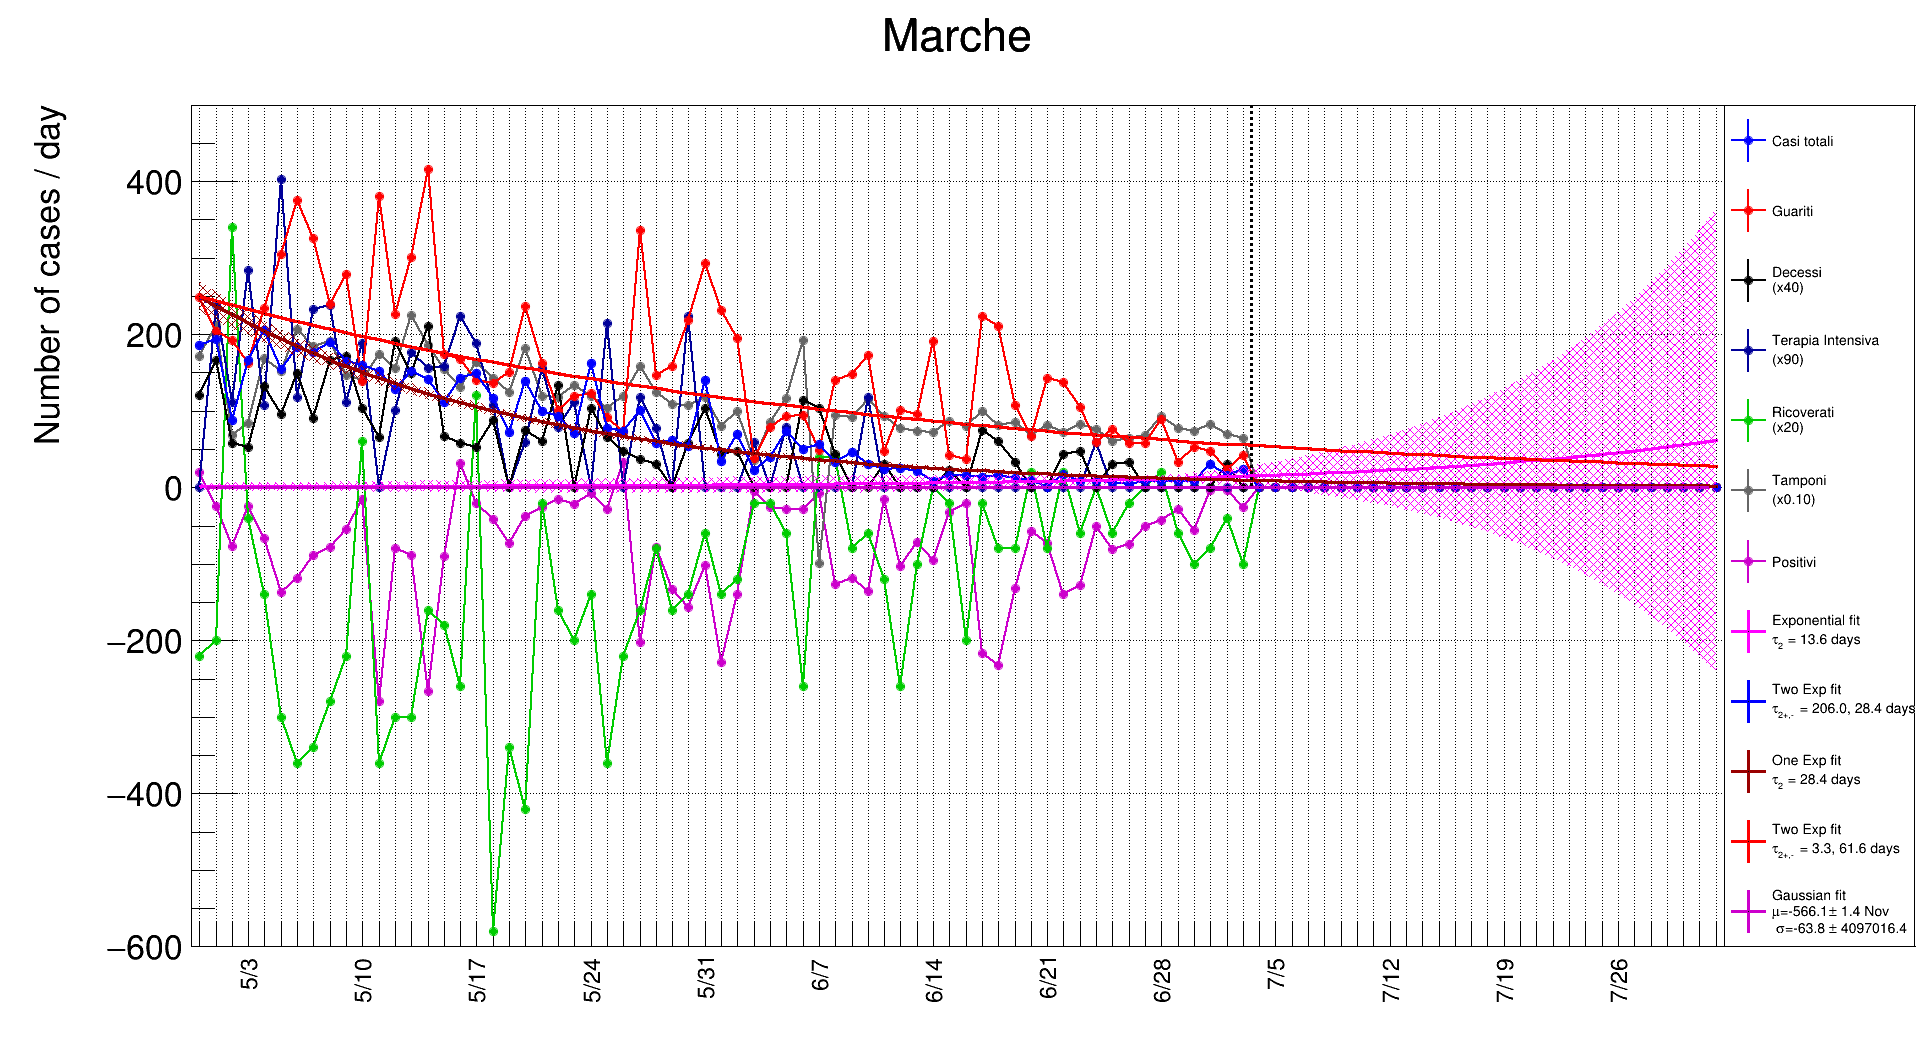 Marche
Number of cases / day
400
200
0
−200
−400
−600
5/3
5/10
5/17
5/24
5/31
6/7
6/14
6/21
6/28
7/5
7/12
7/19
7/26
Casi totali
Guariti
Decessi
(x40)
Terapia Intensiva
(x90)
Ricoverati
(x20)
Tamponi
(x0.10)
Positivi
Exponential fit
τ2 = 13.6 days
Two Exp fit
τ2+,- = 206.0, 28.4 days
One Exp fit
τ2 = 28.4 days
Two Exp fit
τ2+,- = 3.3, 61.6 days
Gaussian fit
μ=-566.1± 1.4 Nov
σ=-63.8 ± 4097016.4